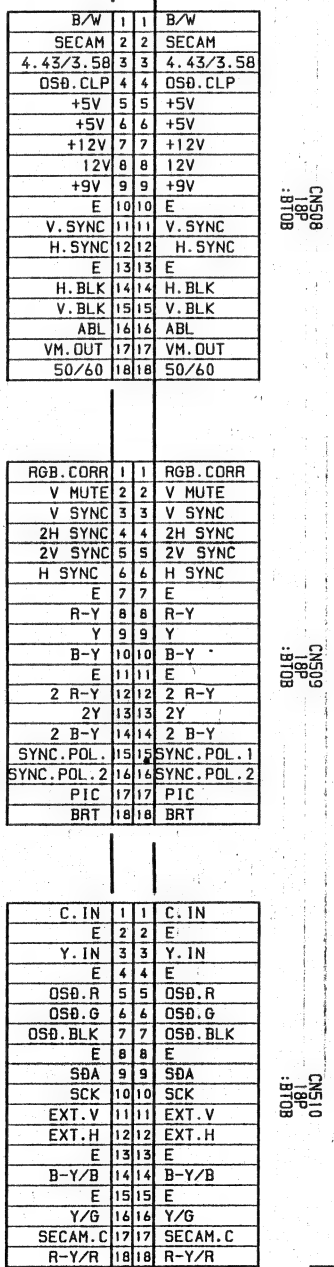 B/W 1 1 B/W
SECAM 2 2 SECAM
4.43/3.58 3 3 4.43/3.58
OSD.CLP 4 4 OSD.CLP
+5V 5 5 +5V
+5V 6 6 +5V
+12V 7 7 +12V
12V 8 8 12V
+9V 9 9 +9V
E 10 10 E
V.SYNC 11 11 V.SYNC
H.SYNC 12 12 H.SYNC
E 13 13 E
H.BLK 14 14 H.BLK
V.BLK 15 15 V.BLK
ABL 16 16 ABL
VM.OUT 17 17 VM.OUT
50/60 18 18 50/60
CN508
18P
:BTOB
RGB.CORR 1 1 RGB.CORR
V MUTE 2 2 V MUTE
V SYNC 3 3 V SYNC
2H SYNC 4 4 2H SYNC
2V SYNC 5 5 2V SYNC
H SYNC 6 6 H SYNC
E 7 7 E
R-Y 8 8 R-Y
Y 9 9 Y
B-Y 10 10 B-Y
E 11 11 E
2 R-Y 12 12 2 R-Y
2Y 13 13 2Y
2 B-Y 14 14 2 B-Y
SYNC.POL. 15 15 SYNC.POL.1
SYNC.POL.2 16 16 SYNC.POL.2
PIC 17 17 PIC
BRT 18 18 BRT
CN509
18P
:BTOB
C.IN 1 1 C.IN
E 2 2 E
Y.IN 3 3 Y.IN
E 4 4 E
OSD.R 5 5 OSD.R
OSD.G 6 6 OSD.G
OSD.BLK 7 7 OSD.BLK
E 8 8 E
SDA 9 9 SDA
SCK 10 10 SCK
EXT.V 11 11 EXT.V
EXT.H 12 12 EXT.H
E 13 13 E
B-Y/B 14 14 B-Y/B
E 15 15 E
Y/G 16 16 Y/G
SECAM.C 17 17 SECAM.C
R-Y/R 18 18 R-Y/R
CN510
18P
:BTOB